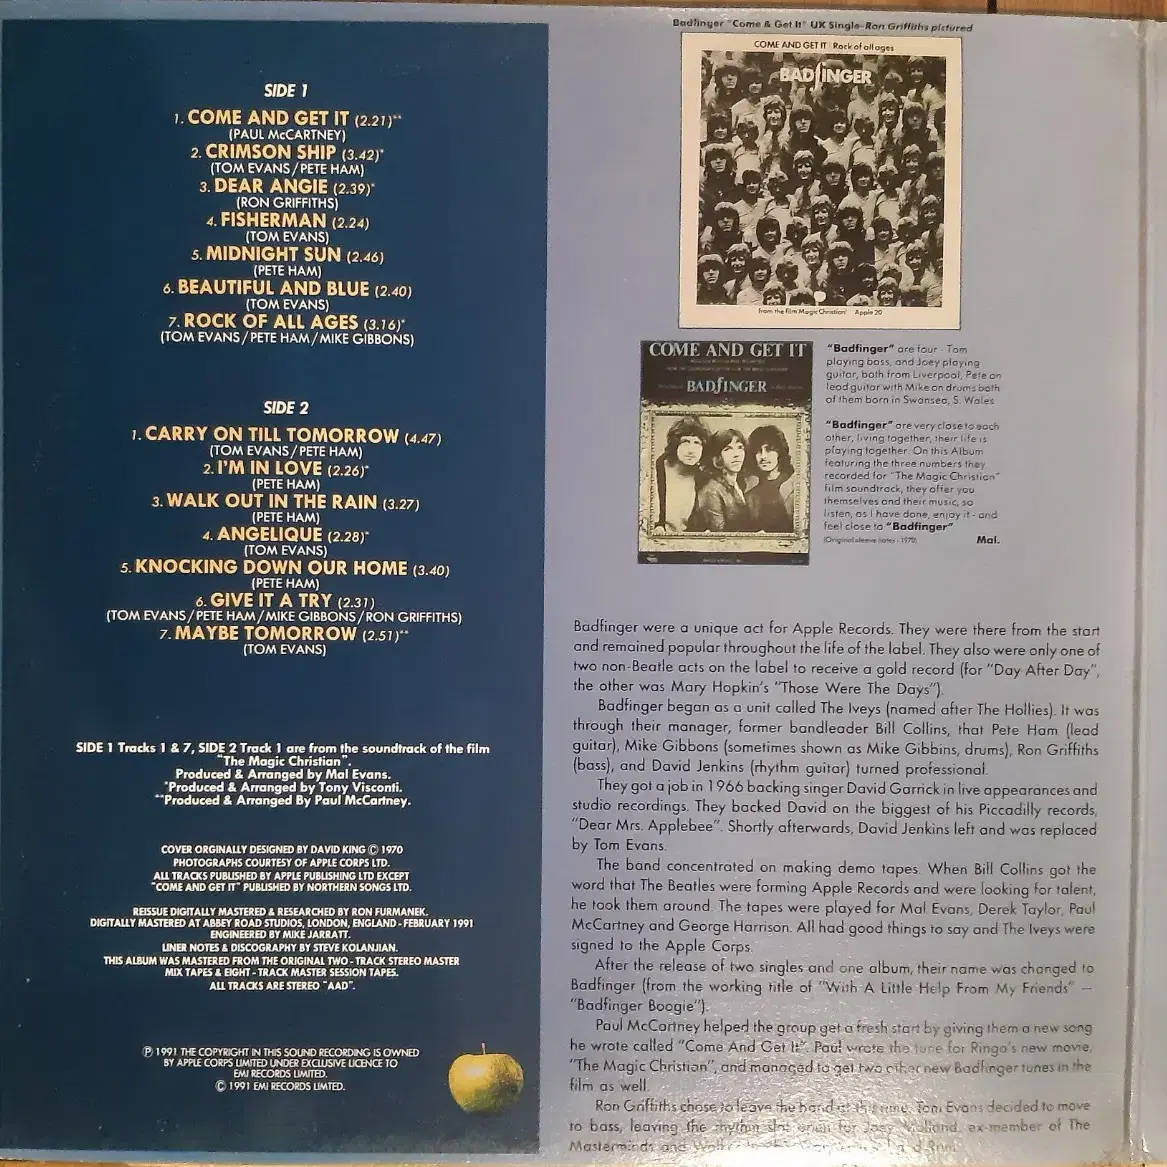 SIDE 1
1. COME AND GET IT (2.21)**
(PAUL McCARTNEY)
2. CRIMSON SHIP (3.42)*
(TOM EVANS/PETE HAM)
3. DEAR ANGIE (2.39)*
(RON GRIFFITHS)
4. FISHERMAN (2.24)
(TOM EVANS)
5. MIDNIGHT SUN (2.46)
(PETE HAM)
6. BEAUTIFUL AND BLUE (2.40)
(TOM EVANS)
7. ROCK OF ALL AGES (3.16)*
(TOM EVANS/PETE HAM/MIKE GIBBONS)
SIDE 2
1. CARRY ON TILL TOMORROW (4.47)
(TOM EVANS/PETE HAM)
2. I'M IN LOVE (2.26)*
(PETE HAM)
3. WALK OUT IN THE RAIN (3.27)
(PETE HAM)
4. ANGELIQUE (2.28)*
(TOM EVANS)
5. KNOCKING DOWN OUR HOME (3.40)
(PETE HAM)
6. GIVE IT A TRY (2.31)
(TOM EVANS/PETE HAM/MIKE GIBBONS/RON GRIFFITHS)
7. MAYBE TOMORROW (2.51)**
(TOM EVANS)
SIDE 1 Tracks 1 & 7, SIDE 2 Track 1 are from the soundtrack of the film
"The Magic Christian".
Produced & Arranged by Mal Evans.
*Produced & Arranged by Tony Visconti.
**Produced & Arranged By Paul McCartney.
COVER ORGINALLY DESIGNED BY DAVID KING © 1970
PHOTOGRAPHS COURTESY OF APPLE CORPS LTD.
ALL TRACKS PUBLISHED BY APPLE PUBLISHING LTD EXCEPT
"COME AND GET IT" PUBLISHED BY NORTHERN SONGS LTD.
REISSUE DIGITALLY MASTERED & RESEARCHED BY RON FURMANEK.
DIGITALLY MASTERED AT ABBEY ROAD STUDIOS, LONDON, ENGLAND - FEBRUARY 1991
ENGINEERED BY MIKE JARRATT.
LINER NOTES & DISCOGRAPHY BY STEVE KOLANJIAN.
THIS ALBUM WAS MASTERED FROM THE ORIGINAL TWO - TRACK STEREO MASTER
MIX TAPES & EIGHT - TRACK MASTER SESSION TAPES.
ALL TRACKS ARE STEREO "AAD".
℗ 1991 THE COPYRIGHT IN THIS SOUND RECORDING IS OWNED
BY APPLE CORPS LIMITED UNDER EXCLUSIVE LICENCE TO
EMI RECORDS LIMITED.
© 1991 EMI RECORDS LIMTED.
Badfinger "Come & Get It" UK Single-Ron Griffiths pictured
COME AND GET IT Rock of all ages
BADfINGER
from the film 'Magic Christian' Apple 20
COME AND GET IT
BADfINGER
"Badfinger" are four - Tom
playing bass, and Joey playing
guitar, both from Liverpool, Pete on
lead guitar with Mike on drums both
of them born in Swansea, S. Wales
"Badfinger" are very close to each
other, living together, their life is
playing together. On this Album
featuring the three numbers they
recorded for "The Magic Christian"
film soundtrack, they offer you
themselves and their music, so
listen, as I have done, enjoy it - and
feel close to "Badfinger"
(Original sleeve notes - 1970) Mal.
Badfinger were a unique act for Apple Records. They were there from the start
and remained popular throughout the life of the label. They also were only one of
two non-Beatle acts on the label to receive a gold record (for "Day After Day",
the other was Mary Hopkin's "Those Were The Days").
Badfinger began as a unit called The Iveys (named after The Hollies). It was
through their manager, former bandleader Bill Collins, that Pete Ham (lead
guitar), Mike Gibbons (sometimes shown as Mike Gibbins, drums), Ron Griffiths
(bass), and David Jenkins (rhythm guitar) turned professional.
They got a job in 1966 backing singer David Garrick in live appearances and
studio recordings. They backed David on the biggest of his Piccadilly records,
"Dear Mrs. Applebee". Shortly afterwards, David Jenkins left and was replaced
by Tom Evans.
The band concentrated on making demo tapes. When Bill Collins got the
word that The Beatles were forming Apple Records and were looking for talent,
he took them around. The tapes were played for Mal Evans, Derek Taylor, Paul
McCartney and George Harrison. All had good things to say and The Iveys were
signed to the Apple Corps.
After the release of two singles and one album, their name was changed to
Badfinger (from the working title of "With A Little Help From My Friends" —
"Badfinger Boogie").
Paul McCartney helped the group get a fresh start by giving them a new song
he wrote called "Come And Get It". Paul wrote the tune for Ringo's new movie,
"The Magic Christian", and managed to get two other new Badfinger tunes in the
film as well.
Ron Griffiths chose to leave the band at this time. Tom Evans decided to move
to bass, leaving the rhythm slot open for Joey Molland, ex-member of The
Masterminds and